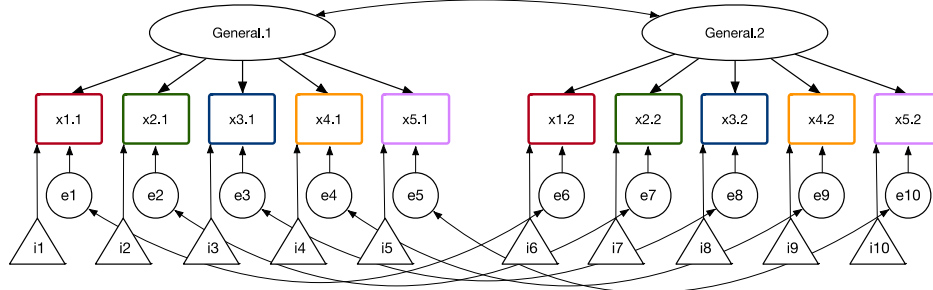 General.1 General.2
x1.1 x2.1 x3.1 x4.1 x5.1 x1.2 x2.2 x3.2 x4.2 x5.2
e1 e2 e3 e4 e5 e6 e7 e8 e9 e10
i1 i2 i3 i4 i5 i6 i7 i8 i9 i10